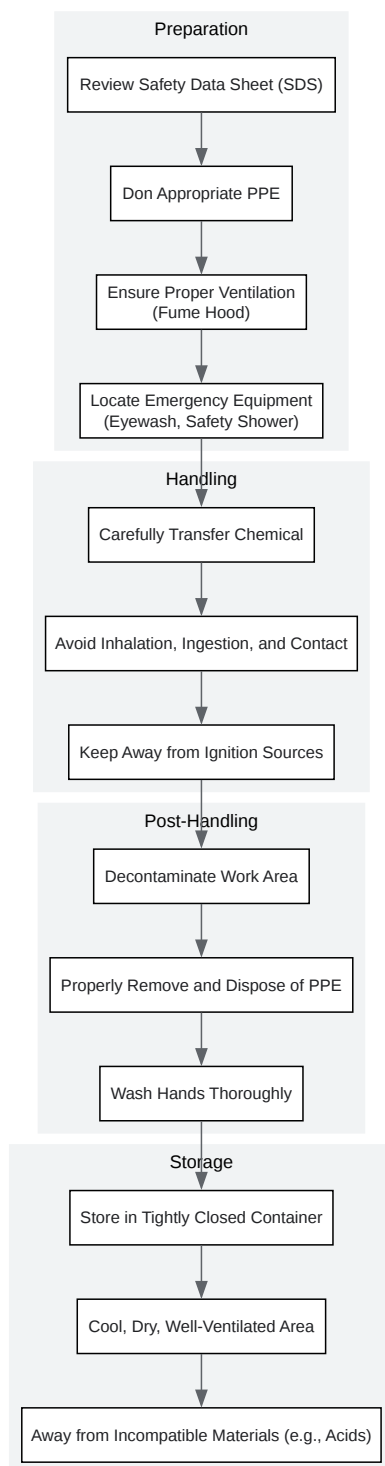 Preparation
Review Safety Data Sheet (SDS)
Don Appropriate PPE
Ensure Proper Ventilation
(Fume Hood)
Locate Emergency Equipment
(Eyewash, Safety Shower)
Handling
Carefully Transfer Chemical
Avoid Inhalation, Ingestion, and Contact
Keep Away from Ignition Sources
Post-Handling
Decontaminate Work Area
Properly Remove and Dispose of PPE
Wash Hands Thoroughly
Storage
Store in Tightly Closed Container
Cool, Dry, Well-Ventilated Area
Away from Incompatible Materials (e.g., Acids)